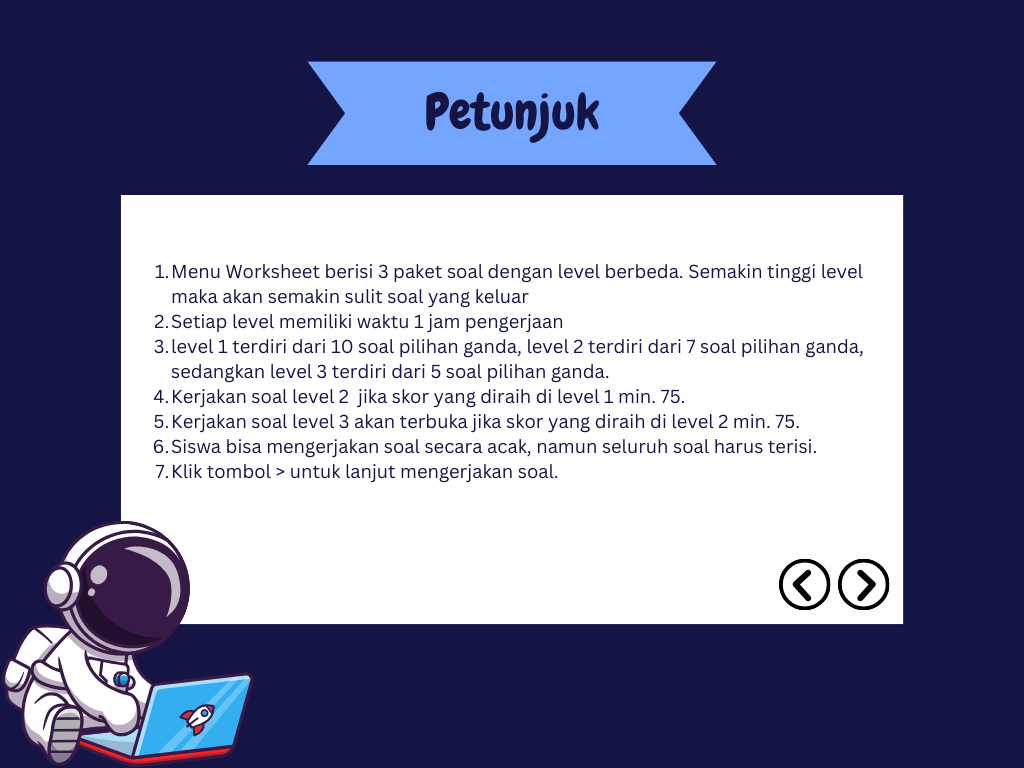 Petunjuk
1. Menu Worksheet berisi 3 paket soal dengan level berbeda. Semakin tinggi level
maka akan semakin sulit soal yang keluar
2. Setiap level memiliki waktu 1 jam pengerjaan
3. level 1 terdiri dari 10 soal pilihan ganda, level 2 terdiri dari 7 soal pilihan ganda,
sedangkan level 3 terdiri dari 5 soal pilihan ganda.
4. Kerjakan soal level 2  jika skor yang diraih di level 1 min. 75.
5. Kerjakan soal level 3 akan terbuka jika skor yang diraih di level 2 min. 75.
6. Siswa bisa mengerjakan soal secara acak, namun seluruh soal harus terisi.
7. Klik tombol > untuk lanjut mengerjakan soal.